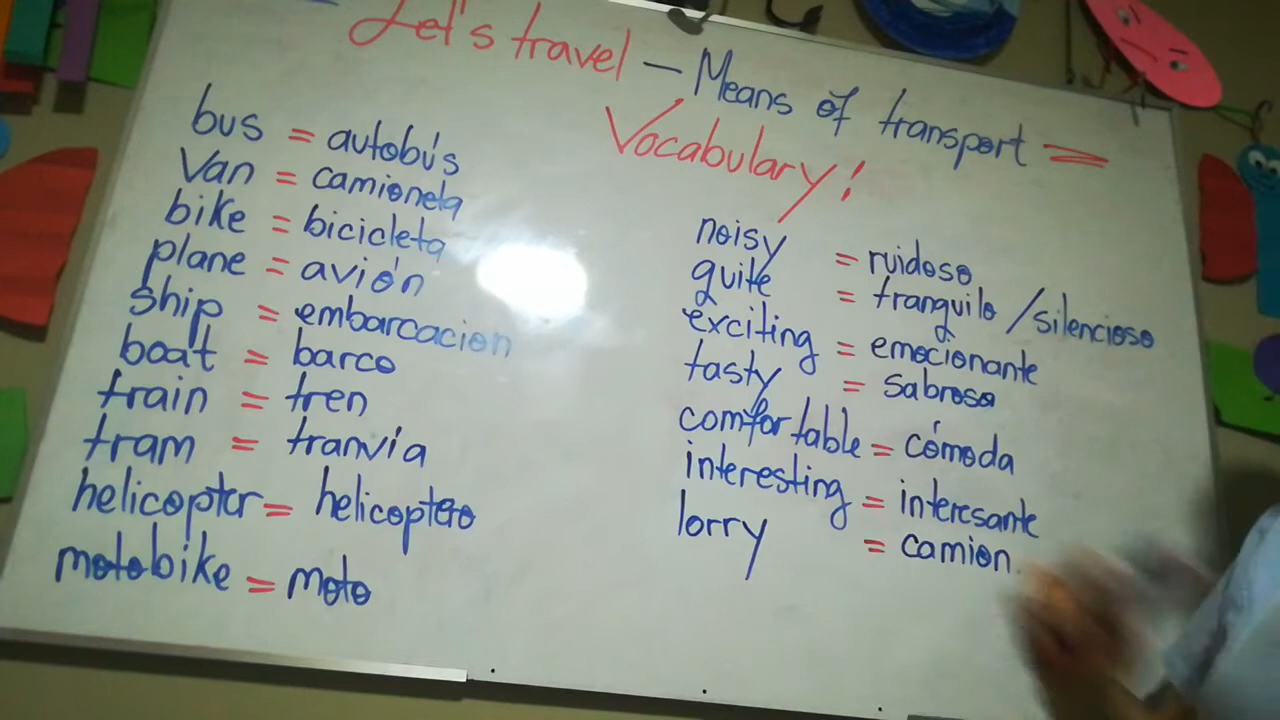 Let's travel - Means of transport =
Vocabulary!
bus = autobús
Van = camioneta
bike = bicicleta
plane = avión
ship = embarcacion
boat = barco
train = tren
tram = tranvía
helicopter = helicoptero
motobike = moto
noisy = ruidoso
quite = tranquilo / silencioso
exciting = emocionante
tasty = sabrosa
comfortable = cómoda
interesting = interesante
lorry = camion